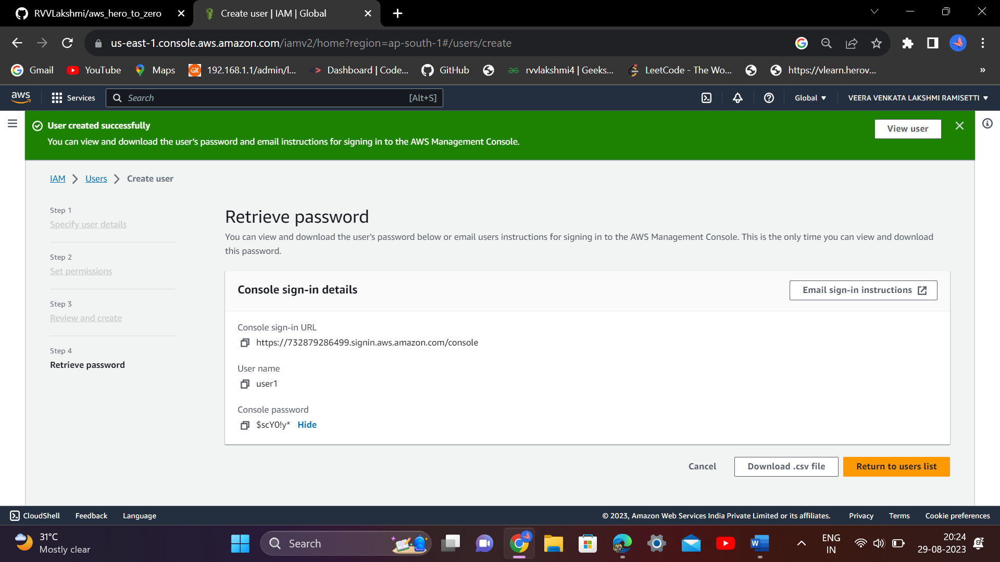 RVVLakshmi/aws_hero_to_zero
Create user | IAM | Global
us-east-1.console.aws.amazon.com/iamv2/home?region=ap-south-1#/users/create
Gmail
YouTube
Maps
192.168.1.1/admin/l...
Dashboard | Code...
GitHub
rvvlakshmi4 | Geeks...
LeetCode - The Wo...
https://vlearn.herov...
»
aws
Services
Search
[Alt+S]
Global
VEERA VENKATA LAKSHMI RAMISETTI
User created successfully
You can view and download the user's password and email instructions for signing in to the AWS Management Console.
View user
IAM
Users
Create user
Step 1
Specify user details
Step 2
Set permissions
Step 3
Review and create
Step 4
Retrieve password
Retrieve password
You can view and download the user's password below or email users instructions for signing in to the AWS Management Console. This is the only time you can view and download
this password.
Console sign-in details
Email sign-in instructions
Console sign-in URL
https://732879286499.signin.aws.amazon.com/console
User name
user1
Console password
$scY0!y*
Hide
Cancel
Download .csv file
Return to users list
CloudShell
Feedback
Language
© 2023, Amazon Web Services India Private Limited or its affiliates.
Privacy
Terms
Cookie preferences
31°C
Mostly clear
Search
ENG
IN
20:24
29-08-2023